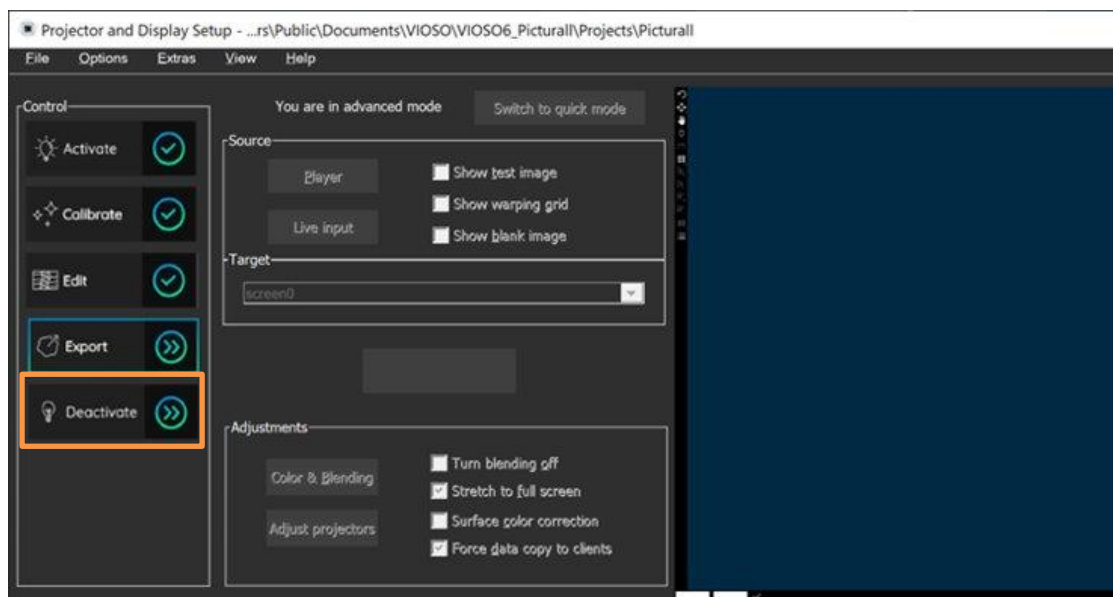 Projector and Display Setup - ...rs\Public\Documents\VIOSO\VIOSO6_Picturall\Projects\Picturall
File Options Extras View Help
Control
Activate
Calibrate
Edit
Export
Deactivate
You are in advanced mode
Switch to quick mode
Source
Player
Live input
Show test image
Show warping grid
Show blank image
Target
screen0
Adjustments
Color & Blending
Adjust projectors
Turn blending off
Stretch to full screen
Surface color correction
Force data copy to clients